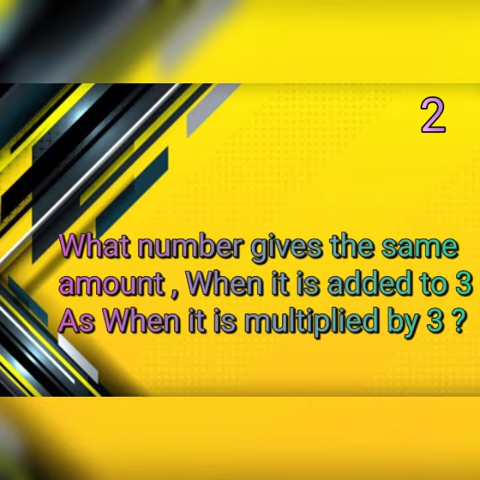 2
What number gives the same
amount , When it is added to 3
As When it is multiplied by 3 ?